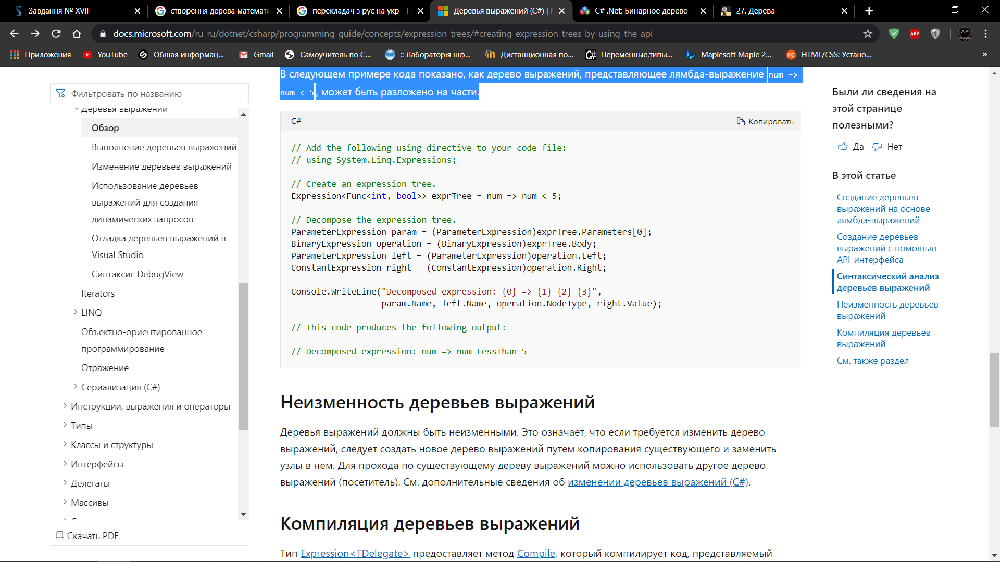 Завдання № XVII
створення дерева математи
перекладач з рус на укр - П
Деревья выражений (C#) | M
C# .Net: Бинарное дерево -
27. Дерева
docs.microsoft.com/ru-ru/dotnet/csharp/programming-guide/concepts/expression-trees/#creating-expression-trees-by-using-the-api
ABP
Приложения
YouTube
Общая информац...
Gmail
Самоучитель по С...
:: Лабораторія інф...
Дистанционная по...
C#
Переменные,типы...
Maplesoft Maple 2...
FC
HTML/CSS: Устано...
»
Фильтровать по названию
Деревья выражений
Обзор
Выполнение деревьев выражений
Изменение деревьев выражений
Использование деревьев
выражений для создания
динамических запросов
Отладка деревьев выражений в
Visual Studio
Синтаксис DebugView
Iterators
LINQ
Объектно-ориентированное
программирование
Отражение
Сериализация (C#)
Инструкции, выражения и операторы
Типы
Классы и структуры
Интерфейсы
Делегаты
Массивы
Скачать PDF
В следующем примере кода показано, как дерево выражений, представляющее лямбда-выражение num =>
num < 5, может быть разложено на части.
C#
Копировать
// Add the following using directive to your code file:
// using System.Linq.Expressions;
// Create an expression tree.
Expression<Func<int, bool>> exprTree = num => num < 5;
// Decompose the expression tree.
ParameterExpression param = (ParameterExpression)exprTree.Parameters[0];
BinaryExpression operation = (BinaryExpression)exprTree.Body;
ParameterExpression left = (ParameterExpression)operation.Left;
ConstantExpression right = (ConstantExpression)operation.Right;
Console.WriteLine("Decomposed expression: {0} => {1} {2} {3}",
param.Name, left.Name, operation.NodeType, right.Value);
// This code produces the following output:
// Decomposed expression: num => num LessThan 5
Неизменность деревьев выражений
Деревья выражений должны быть неизменными. Это означает, что если требуется изменить дерево
выражений, следует создать новое дерево выражений путем копирования существующего и заменить
узлы в нем. Для прохода по существующему дереву выражений можно использовать другое дерево
выражений (посетитель). См. дополнительные сведения об изменении деревьев выражений (C#).
Компиляция деревьев выражений
Тип Expression<TDelegate> предоставляет метод Compile, который компилирует код, представляемый
Были ли сведения на
этой странице
полезными?
Да
Нет
В этой статье
Создание деревьев
выражений на основе
лямбда-выражений
Создание деревьев
выражений с помощью
API-интерфейса
Синтаксический анализ
деревьев выражений
Неизменность деревьев
выражений
Компиляция деревьев
выражений
См. также раздел